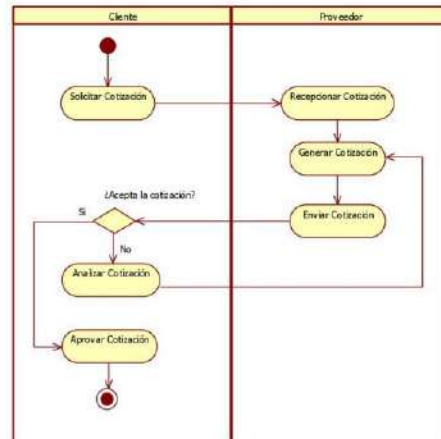 Cliente
Proveedor
Solicitar Cotización
Recepcionar Cotización
Generar Cotización
¿Acepta la cotización?
Si
Enviar Cotización
No
Analizar Cotización
Aprovar Cotización